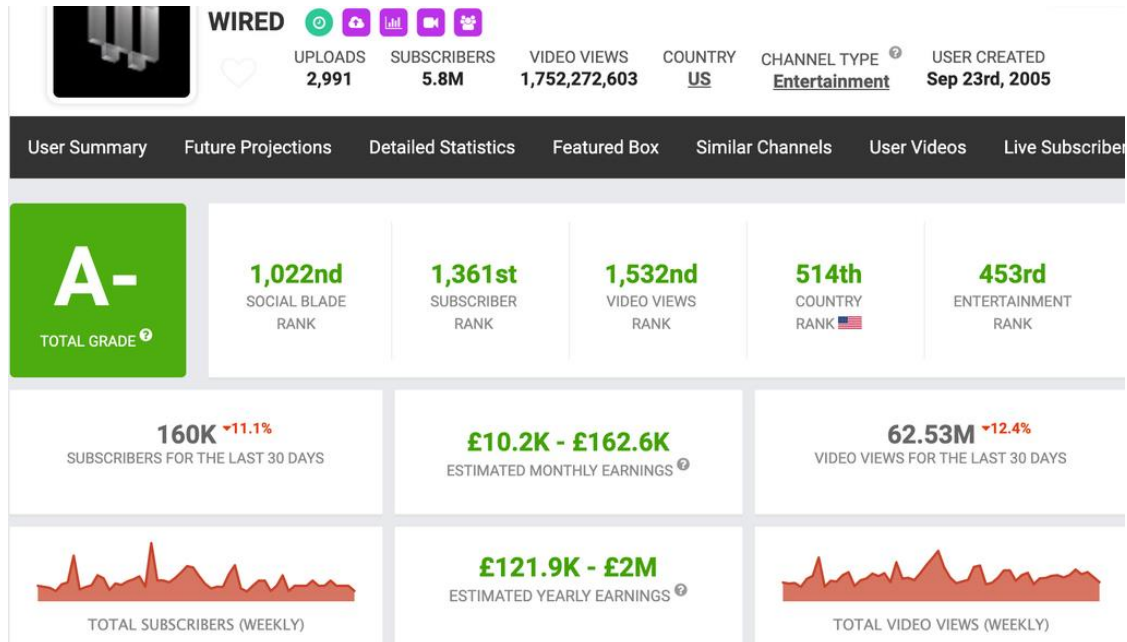 WIRED
UPLOADS SUBSCRIBERS VIDEO VIEWS COUNTRY CHANNEL TYPE ? USER CREATED
2,991 5.8M 1,752,272,603 US Entertainment Sep 23rd, 2005
User Summary Future Projections Detailed Statistics Featured Box Similar Channels User Videos Live Subscriber
A-
TOTAL GRADE ?
1,022nd 1,361st 1,532nd 514th 453rd
SOCIAL BLADE SUBSCRIBER VIDEO VIEWS COUNTRY ENTERTAINMENT
RANK RANK RANK RANK RANK
160K 11.1%
SUBSCRIBERS FOR THE LAST 30 DAYS
£10.2K - £162.6K
ESTIMATED MONTHLY EARNINGS ?
62.53M 12.4%
VIDEO VIEWS FOR THE LAST 30 DAYS
TOTAL SUBSCRIBERS (WEEKLY)
£121.9K - £2M
ESTIMATED YEARLY EARNINGS ?
TOTAL VIDEO VIEWS (WEEKLY)